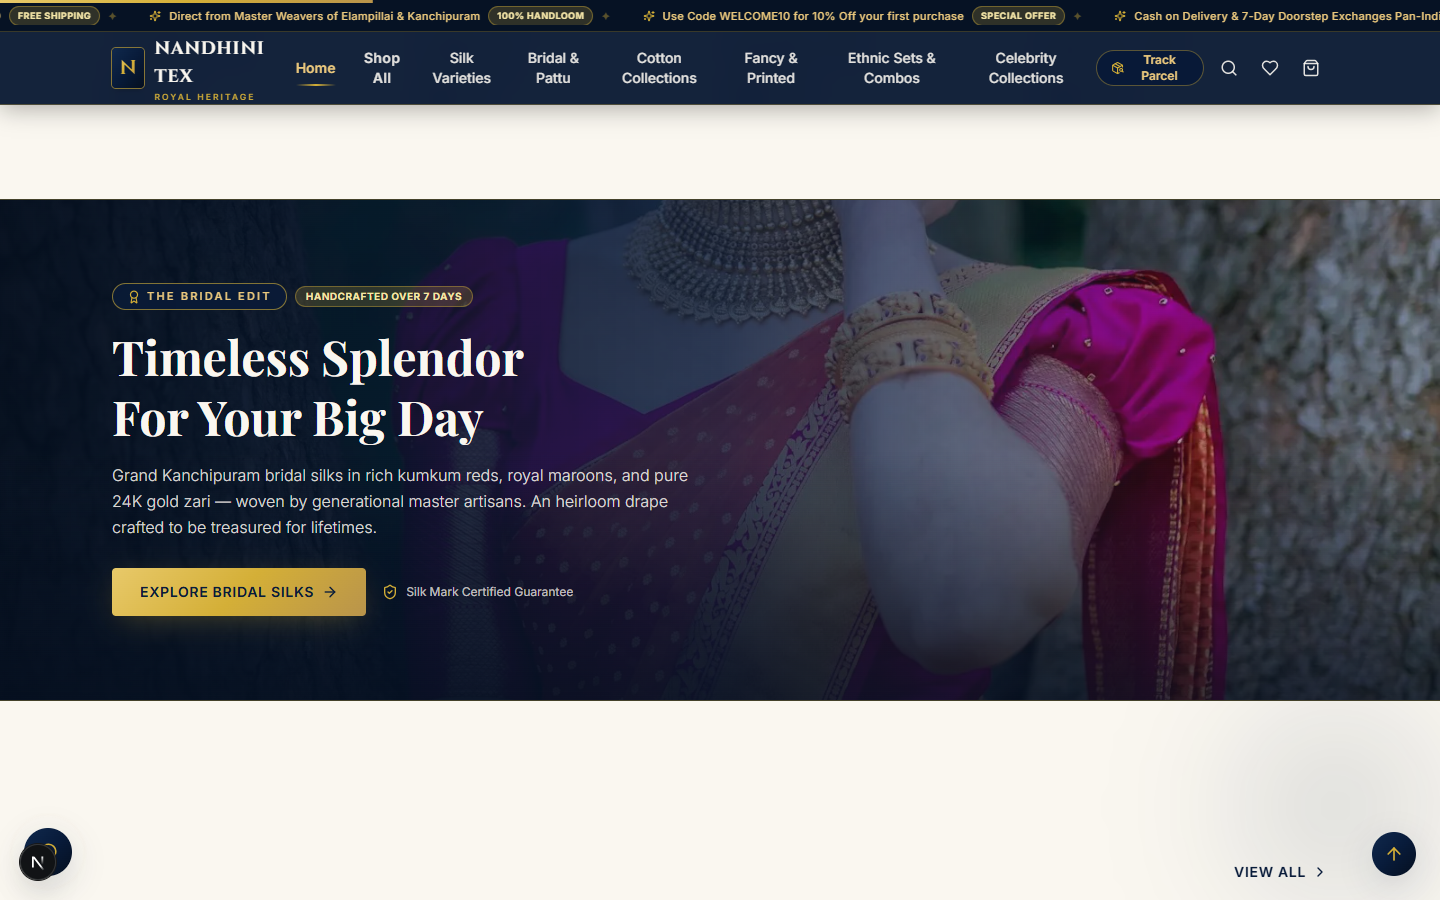 FREE SHIPPING
Direct from Master Weavers of Elampillai & Kanchipuram
100% HANDLOOM
Use Code WELCOME10 for 10% Off your first purchase
SPECIAL OFFER
Cash on Delivery & 7-Day Doorstep Exchanges Pan-Indi
N
NANDHINI
TEX
ROYAL HERITAGE
Home
Shop
All
Silk
Varieties
Bridal &
Pattu
Cotton
Collections
Fancy &
Printed
Ethnic Sets &
Combos
Celebrity
Collections
Track
Parcel
THE BRIDAL EDIT
HANDCRAFTED OVER 7 DAYS
Timeless Splendor
For Your Big Day
Grand Kanchipuram bridal silks in rich kumkum reds, royal maroons, and pure
24K gold zari — woven by generational master artisans. An heirloom drape
crafted to be treasured for lifetimes.
EXPLORE BRIDAL SILKS
Silk Mark Certified Guarantee
N
VIEW ALL